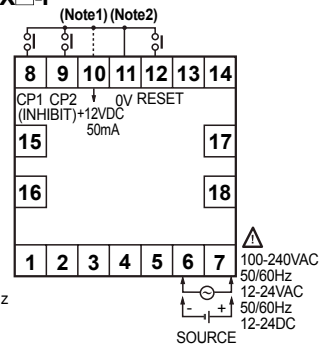 (Note1) (Note2)
8 9 10 11 12 13 14
CP1 CP2 0V RESET
(INHIBIT) +12VDC
50mA
15 17
16 18
1 2 3 4 5 6 7
100-240VAC
50/60Hz
12-24VAC
50/60Hz
12-24DC
- +
SOURCE
z